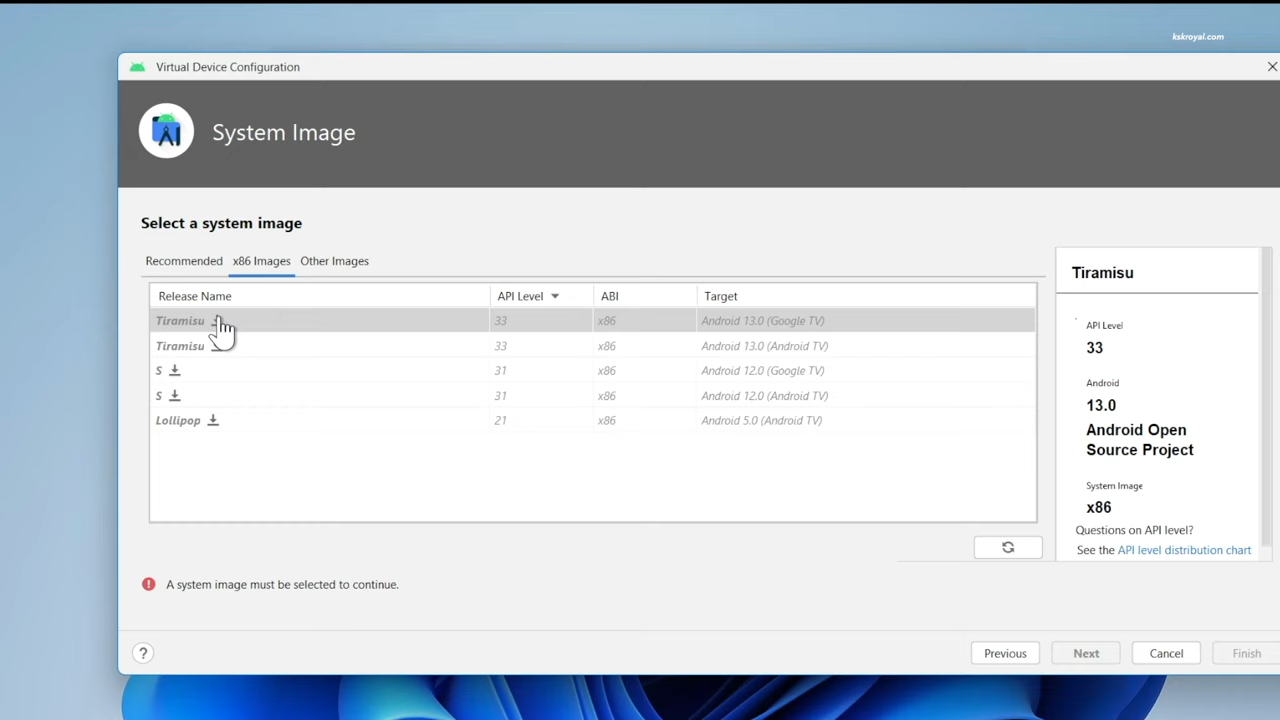 kskroyal.com
Virtual Device Configuration
System Image
Select a system image
Recommended x86 Images Other Images
Release Name API Level ABI Target
Tiramisu 33 x86 Android 13.0 (Google TV)
Tiramisu 33 x86 Android 13.0 (Android TV)
S 31 x86 Android 12.0 (Google TV)
S 31 x86 Android 12.0 (Android TV)
Lollipop 21 x86 Android 5.0 (Android TV)
Tiramisu
API Level
33
Android
13.0
Android Open
Source Project
System Image
x86
Questions on API level?
See the API level distribution chart
! A system image must be selected to continue.
? Previous Next Cancel Finish